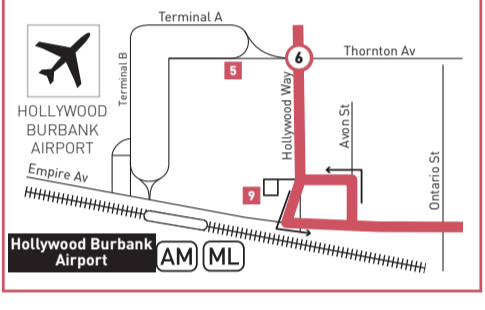 Terminal A
6
Thornton Av
5
Terminal B
HOLLYWOOD
BURBANK
AIRPORT
Hollywood Way
Avon St
Ontario St
Empire Av
9
Hollywood Burbank
Airport
AM
ML